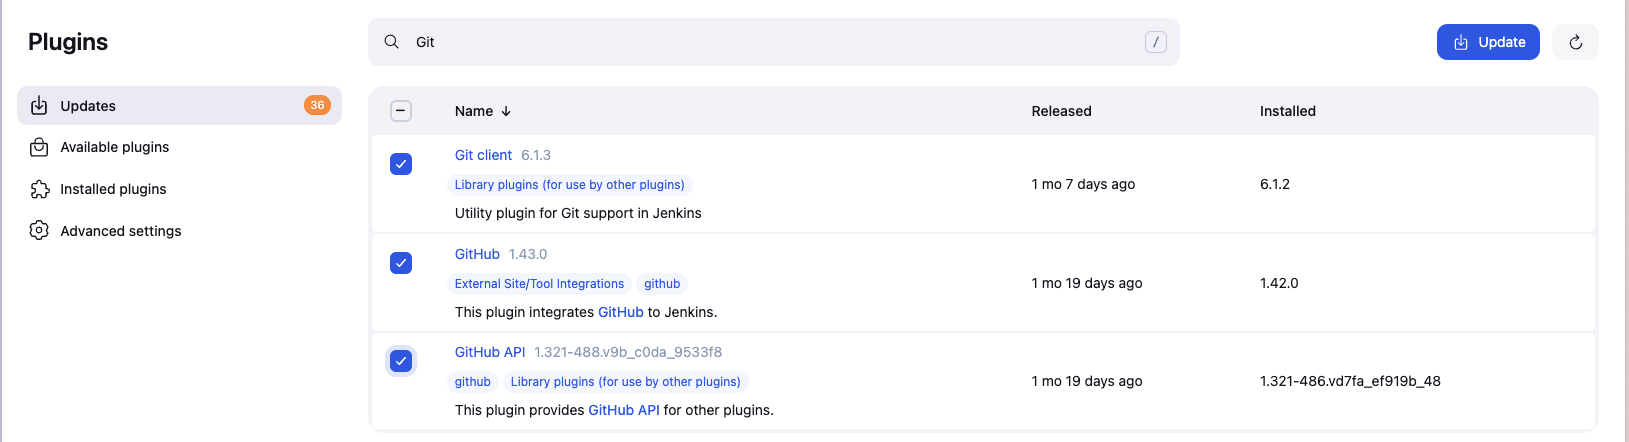 Plugins
Git
/
Update
Updates 36
Available plugins
Installed plugins
Advanced settings
Name ↓ Released Installed
Git client 6.1.3
Library plugins (for use by other plugins)
Utility plugin for Git support in Jenkins
1 mo 7 days ago
6.1.2
GitHub 1.43.0
External Site/Tool Integrations github
This plugin integrates GitHub to Jenkins.
1 mo 19 days ago
1.42.0
GitHub API 1.321-488.v9b_c0da_9533f8
github Library plugins (for use by other plugins)
This plugin provides GitHub API for other plugins.
1 mo 19 days ago
1.321-486.vd7fa_ef919b_48